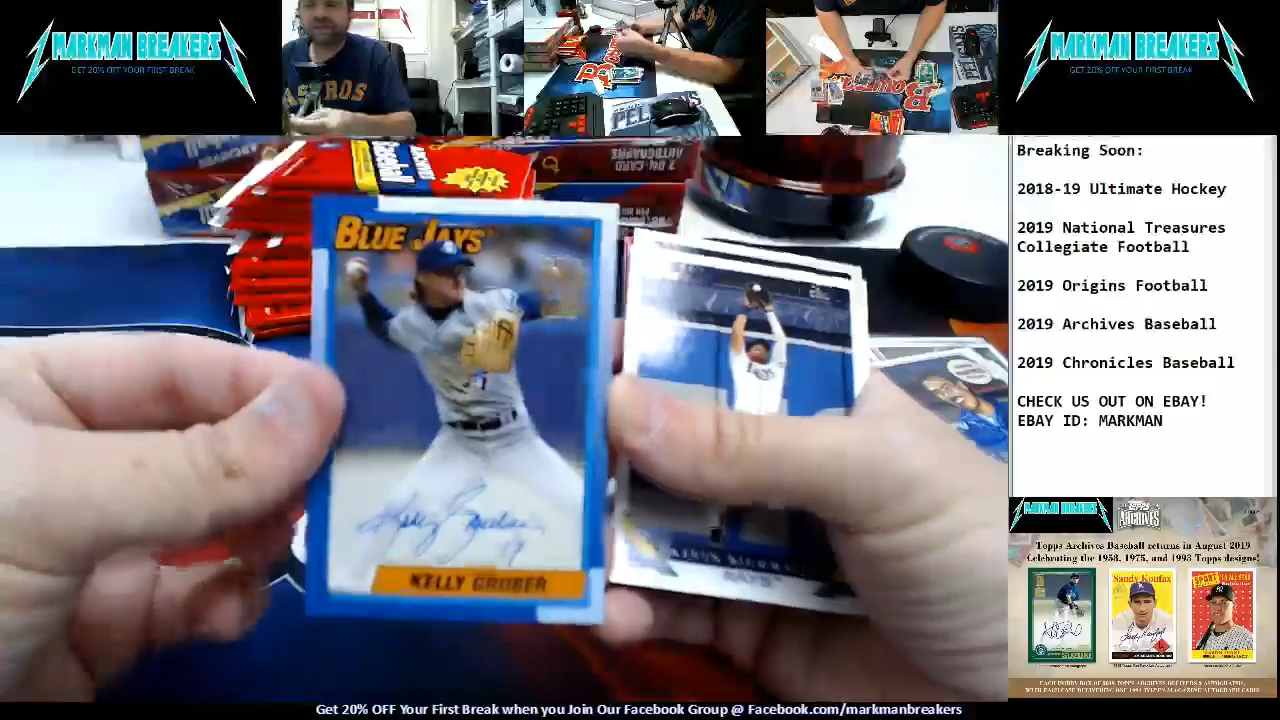 MARKMAN BREAKERS
GET 20% OFF YOUR FIRST BREAK
ASTROS
MARKMAN BREAKERS
GET 20% OFF YOUR FIRST BREAK
Breaking Soon:
2018-19 Ultimate Hockey
2019 National Treasures
Collegiate Football
2019 Origins Football
2019 Archives Baseball
2019 Chronicles Baseball
CHECK US OUT ON EBAY!
EBAY ID: MARKMAN
AUTOGRAPHS
BLUE JAYS
KELLY GRUBER
MARKMAN BREAKERS
TOPPS
ARCHIVES
Topps Archives Baseball returns in August 2019
Celebrating the 1958, 1975, and 1993 Topps designs!
Sandy Koufax
SUZUKI
Get 20% OFF Your First Break when you Join Our Facebook Group @ Facebook.com/markmanbreakers